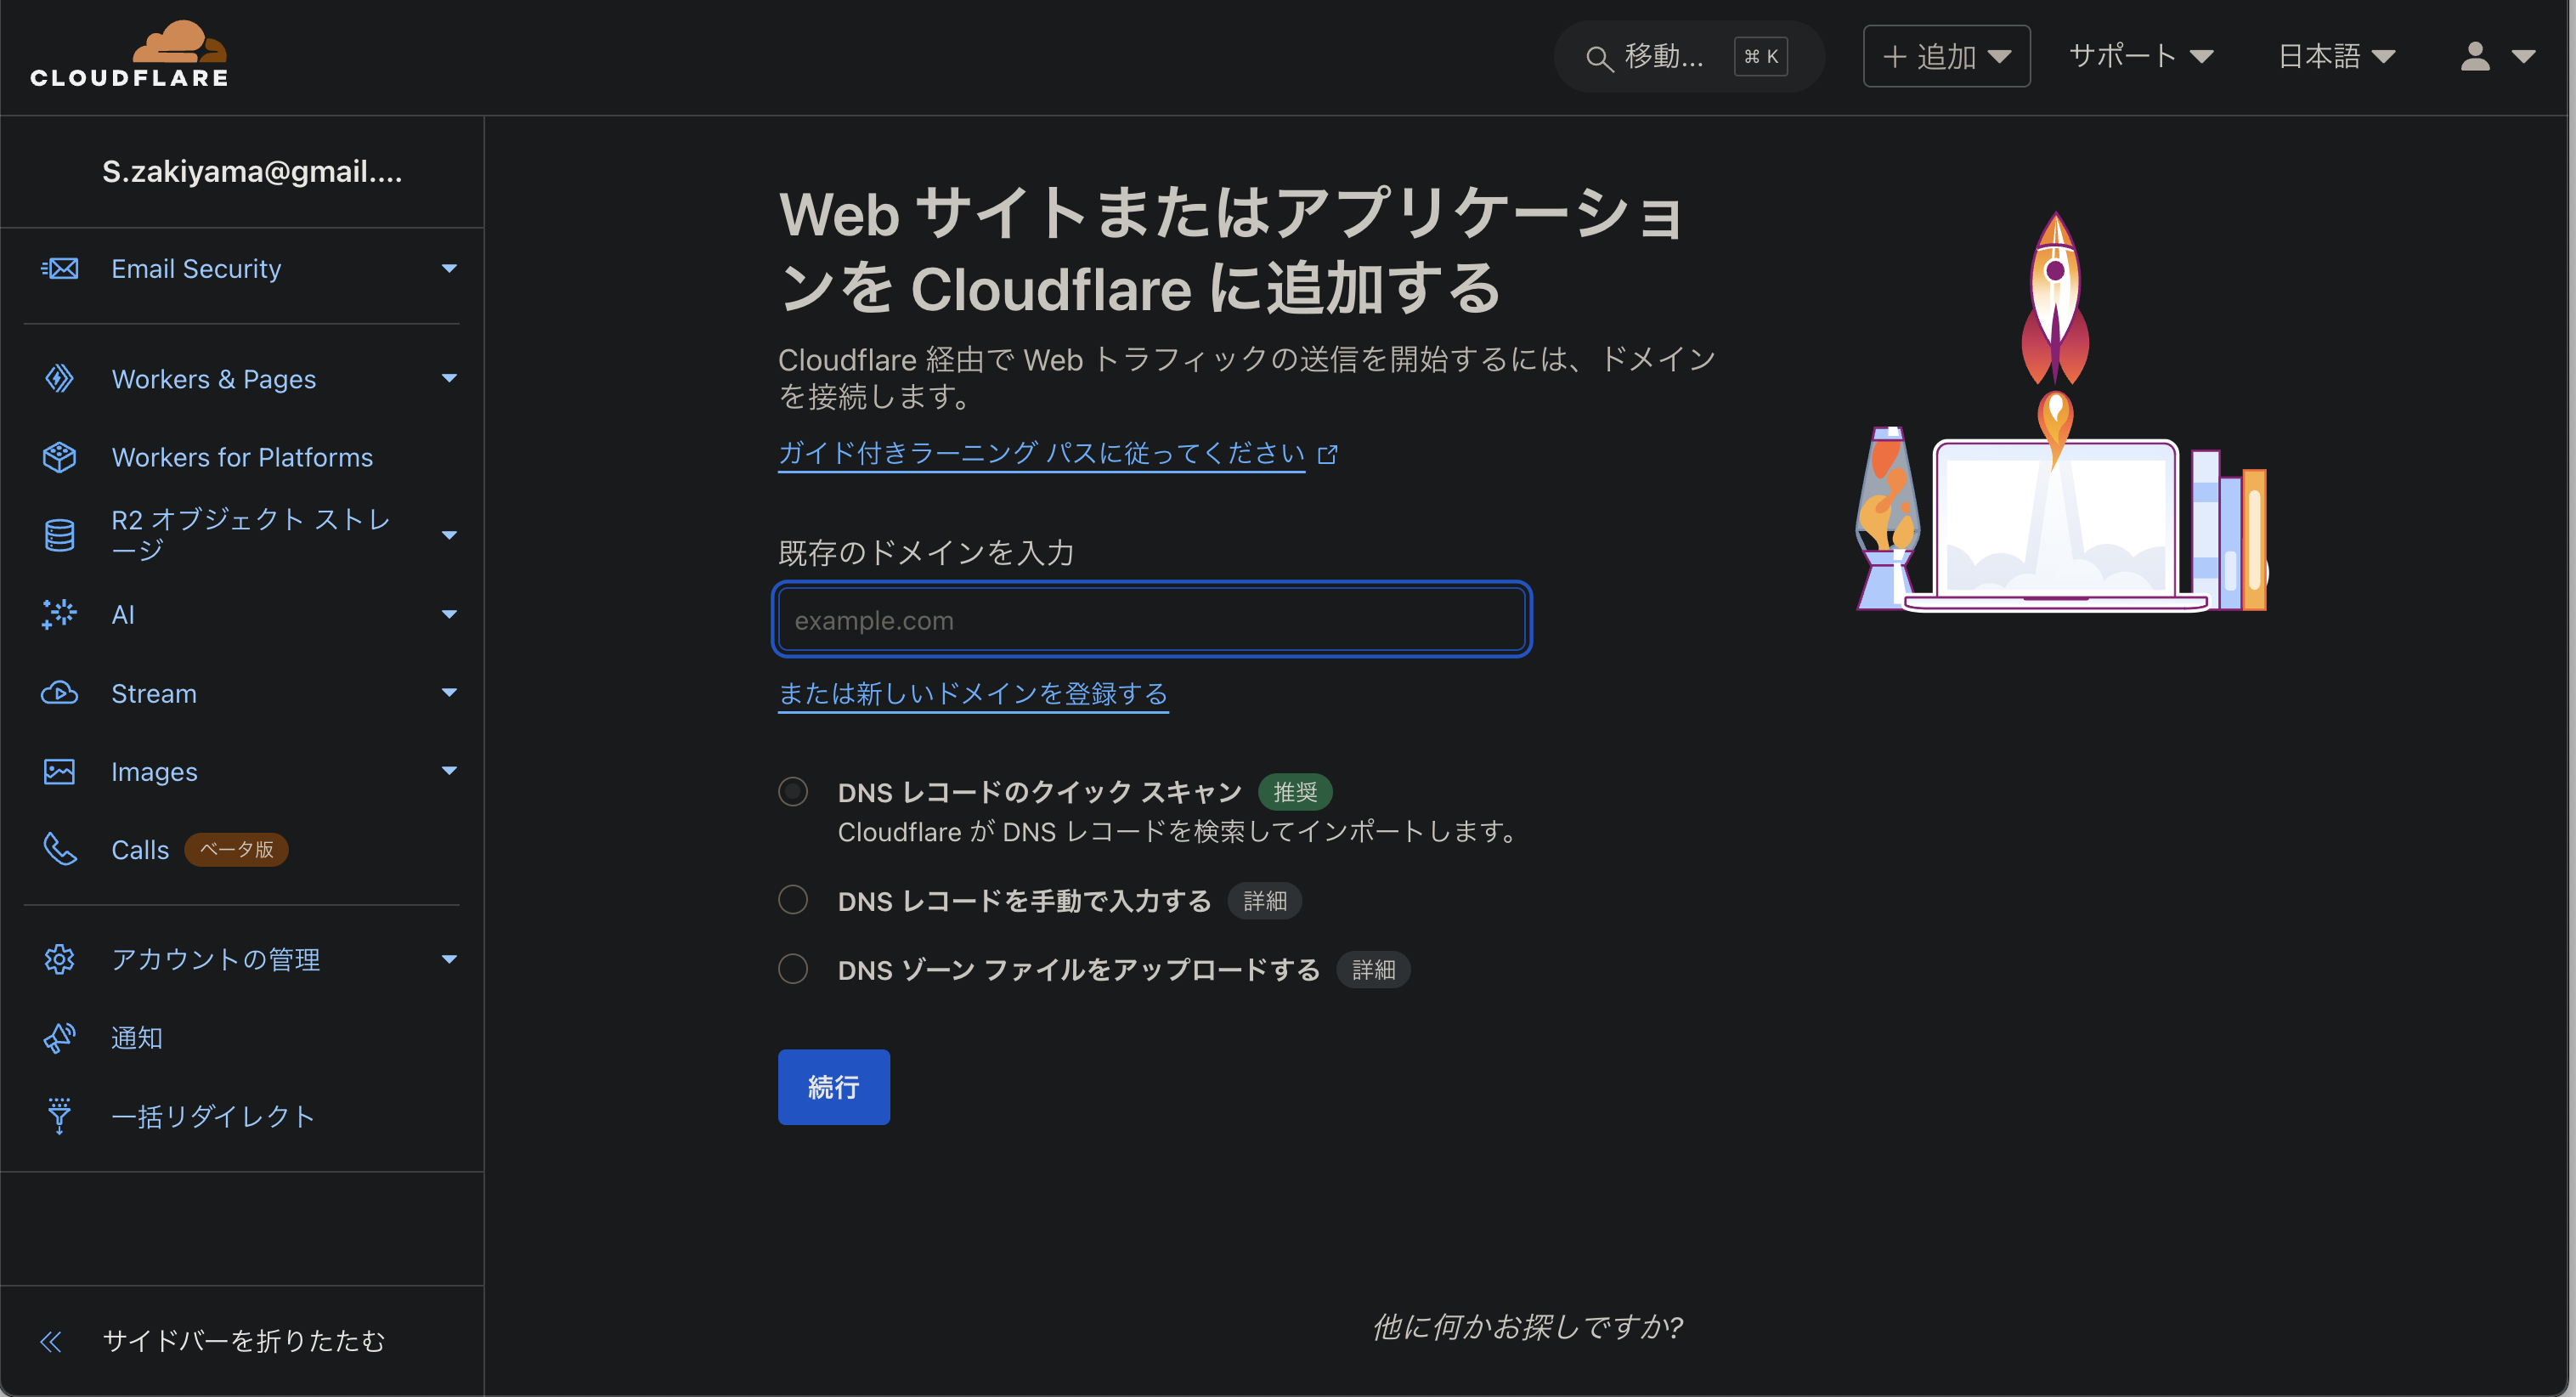 CLOUDFLARE
移動... ⌘ K
+ 追加
サポート
日本語
S.zakiyama@gmail....
Email Security
Workers & Pages
Workers for Platforms
R2 オブジェクト ストレ
ージ
AI
Stream
Images
Calls ベータ版
アカウントの管理
通知
一括リダイレクト
サイドバーを折りたたむ
Web サイトまたはアプリケーショ
ンを Cloudflare に追加する
Cloudflare 経由で Web トラフィックの送信を開始するには、ドメイン
を接続します。
ガイド付きラーニング パスに従ってください
既存のドメインを入力
example.com
または新しいドメインを登録する
DNS レコードのクイック スキャン 推奨
Cloudflare が DNS レコードを検索してインポートします。
DNS レコードを手動で入力する 詳細
DNS ゾーン ファイルをアップロードする 詳細
続行
他に何かお探しですか?